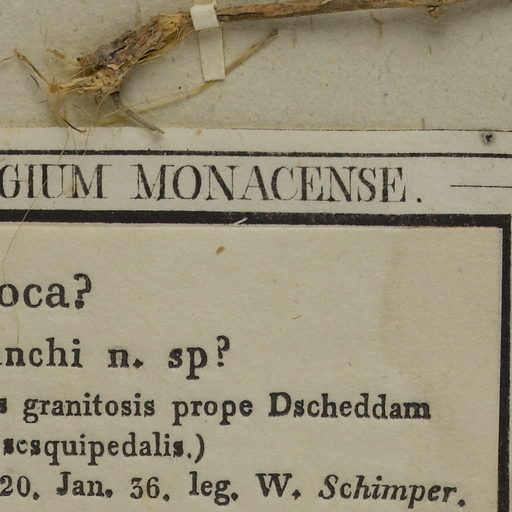 GIUM MONACENSE.
oca?
nchi n. sp?
s granitosis prope Dscheddam
sesquipedalis.)
20. Jan. 36. leg. W. Schimper.